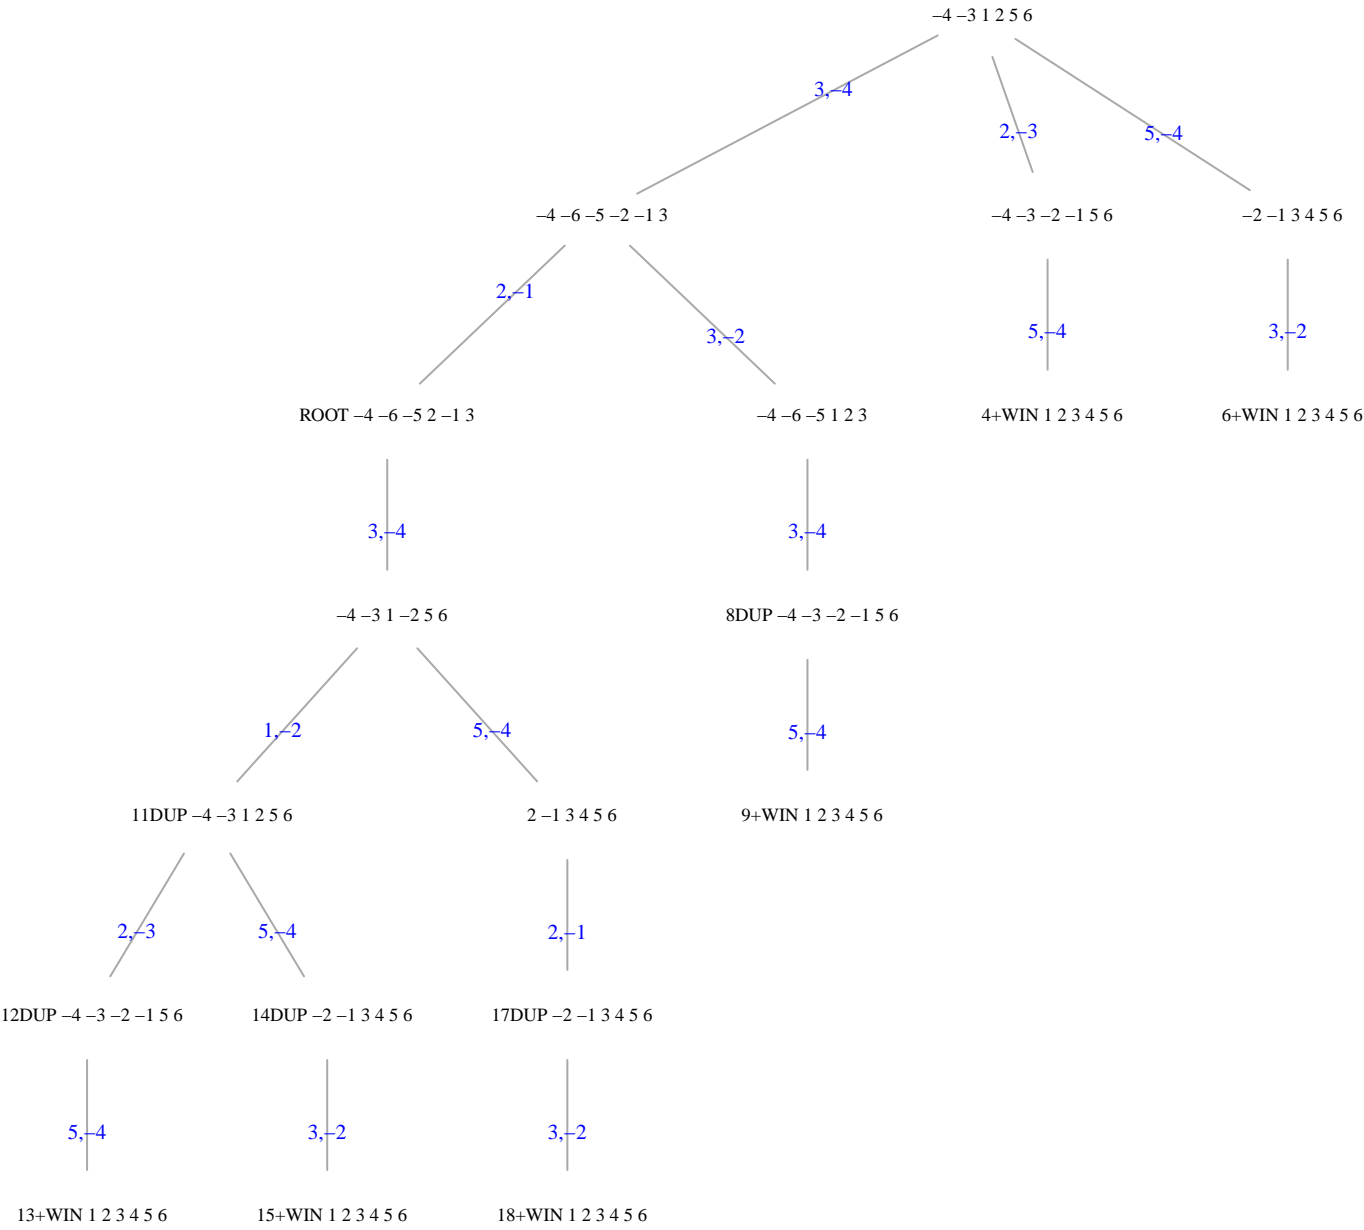 –4 –3 1 2 5 6
3,–4
2,–3
5,–4
–4 –6 –5 –2 –1 3
–4 –3 –2 –1 5 6
–2 –1 3 4 5 6
2,–1
3,–2
5,–4
3,–2
ROOT –4 –6 –5 2 –1 3
–4 –6 –5 1 2 3
4+WIN 1 2 3 4 5 6
6+WIN 1 2 3 4 5 6
3,–4
3,–4
–4 –3 1 –2 5 6
8DUP –4 –3 –2 –1 5 6
1,–2
5,–4
5,–4
11DUP –4 –3 1 2 5 6
2 –1 3 4 5 6
9+WIN 1 2 3 4 5 6
2,–3
5,–4
2,–1
12DUP –4 –3 –2 –1 5 6
14DUP –2 –1 3 4 5 6
17DUP –2 –1 3 4 5 6
5,–4
3,–2
3,–2
13+WIN 1 2 3 4 5 6
15+WIN 1 2 3 4 5 6
18+WIN 1 2 3 4 5 6